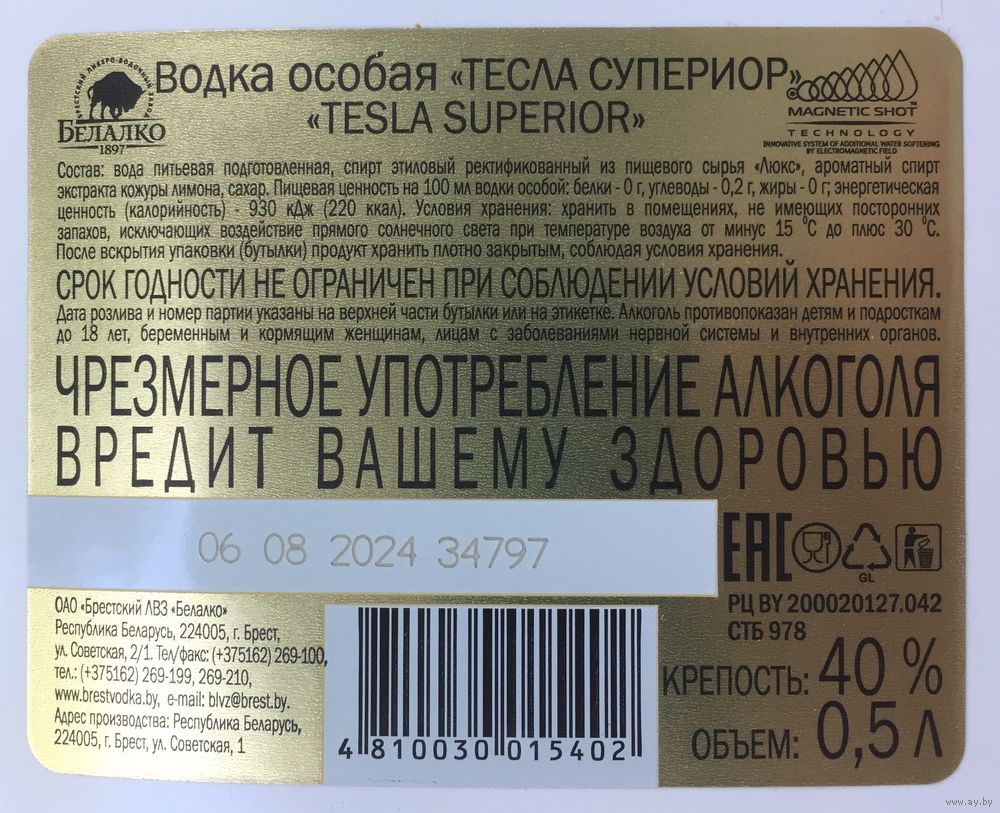 БРЕСТСКИЙ ЛИКЕРО-ВОДОЧНЫЙ ЗАВОД
БЕЛАЛКО
1897
Водка особая «ТЕСЛА СУПЕРИОР»
«TESLA SUPERIOR»
MAGNETIC SHOT™
TECHNOLOGY
INNOVATIVE SYSTEM OF ADDITIONAL WATER SOFTENING
BY ELECTROMAGNETIC FIELD
Состав: вода питьевая подготовленная, спирт этиловый ректификованный из пищевого сырья «Люкс», ароматный спирт
экстракта кожуры лимона, сахар. Пищевая ценность на 100 мл водки особой: белки - 0 г, углеводы - 0,2 г, жиры - 0 г; энергетическая
ценность (калорийность) - 930 кДж (220 ккал). Условия хранения: хранить в помещениях, не имеющих посторонних
запахов, исключающих воздействие прямого солнечного света при температуре воздуха от минус 15 °С до плюс 30 °С.
После вскрытия упаковки (бутылки) продукт хранить плотно закрытым, соблюдая условия хранения.
СРОК ГОДНОСТИ НЕ ОГРАНИЧЕН ПРИ СОБЛЮДЕНИИ УСЛОВИЙ ХРАНЕНИЯ.
Дата розлива и номер партии указаны на верхней части бутылки или на этикетке. Алкоголь противопоказан детям и подросткам
до 18 лет, беременным и кормящим женщинам, лицам с заболеваниями нервной системы и внутренних органов.
ЧРЕЗМЕРНОЕ УПОТРЕБЛЕНИЕ АЛКОГОЛЯ
ВРЕДИТ ВАШЕМУ ЗДОРОВЬЮ
06 08 2024 34797
EAC
GL
РЦ BY 200020127.042
СТБ 978
КРЕПОСТЬ: 40 %
ОБЪЕМ: 0,5 л
ОАО «Брестский ЛВЗ «Белалко»
Республика Беларусь, 224005, г. Брест,
ул. Советская, 2/1. Тел/факс: (+375162) 269-100,
тел.: (+375162) 269-199, 269-210,
www.brestvodka.by, e-mail: blvz@brest.by.
Адрес производства: Республика Беларусь,
224005, г. Брест, ул. Советская, 1
4 810030 015402
www.ay.by